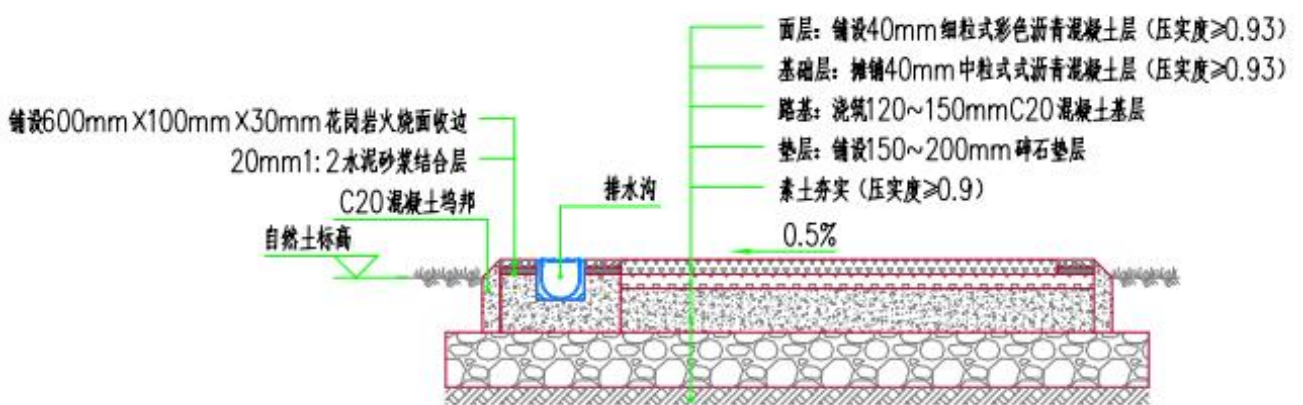 面层：铺设40mm细粒式彩色沥青混凝土层（压实度≥0.93）
基础层：摊铺40mm中粒式式沥青混凝土层（压实度≥0.93）
路基：浇筑120~150mmC20混凝土基层
垫层：铺设150~200mm碎石垫层
素土夯实（压实度≥0.9）
铺设600mm X100mm X30mm花岗岩火烧面收边
20mm1：2水泥砂浆结合层
C20混凝土坞邦
自然土标高
排水沟
0.5%